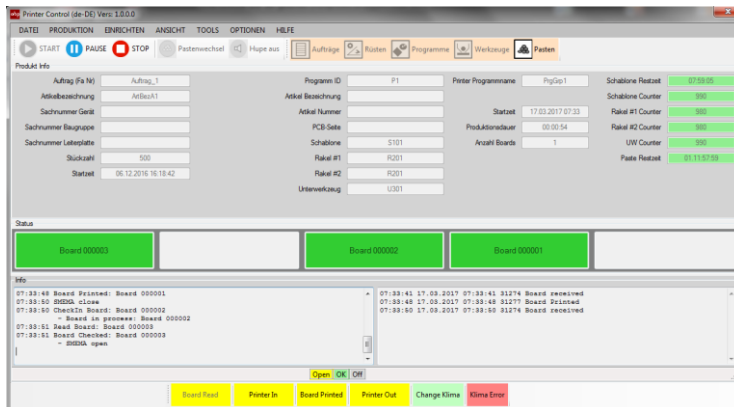 Printer Control (de-DE) Vers: 1.0.0.0
DATEI PRODUKTION EINRICHTEN ANSICHT TOOLS OPTIONEN HILFE
START PAUSE STOP Pastenwechsel Hupe aus Aufträge Rüsten Programme Werkzeuge Pasten
Produkt Info
Auftrag (Fa Nr) Auftrag_1 Programm ID P1 Printer Programmname PrgGrp1 Schablone Restzeit 07:59:05
Artikelbezeichnung ArtBezA1 Artikel Bezeichnung Schablone Counter 990
Sachnummer Gerät Artikel Nummer Startzeit 17.03.2017 07:33 Rakel #1 Counter 980
Sachnummer Baugruppe PCB-Seite Produktionsdauer 00:00:54 Rakel #2 Counter 980
Sachnummer Leiterplatte Schablone S101 Anzahl Boards 1 UW Counter 990
Stückzahl 500 Rakel #1 R201 Paste Restzeit 01.11:57:59
Startzeit 06.12.2016 16:18:42 Rakel #2 R201
Unterwerkzeug U301
Status
Board 000003 Board 000002 Board 000001
Info
07:33:48 Board Printed: Board 000001
07:33:50 SMEMA close
07:33:50 CheckIn Board: Board 000002
- Board in process: Board 000002
07:33:51 Read Board: Board 000003
07:33:51 Board Checked: Board 000003
- SMEMA open
07:33:41 17.03.2017 07:33:41 31274 Board received
07:33:48 17.03.2017 07:33:48 31277 Board Printed
07:33:50 17.03.2017 07:33:50 31274 Board received
Open OK Off
Board Read Printer In Board Printed Printer Out Change Klima Klima Error